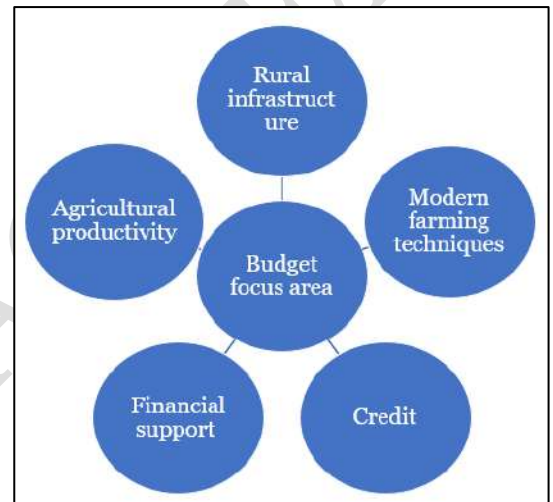 Rural
infrastruct
ure
Modern
farming
techniques
Credit
Financial
support
Agricultural
productivity
Budget
focus area